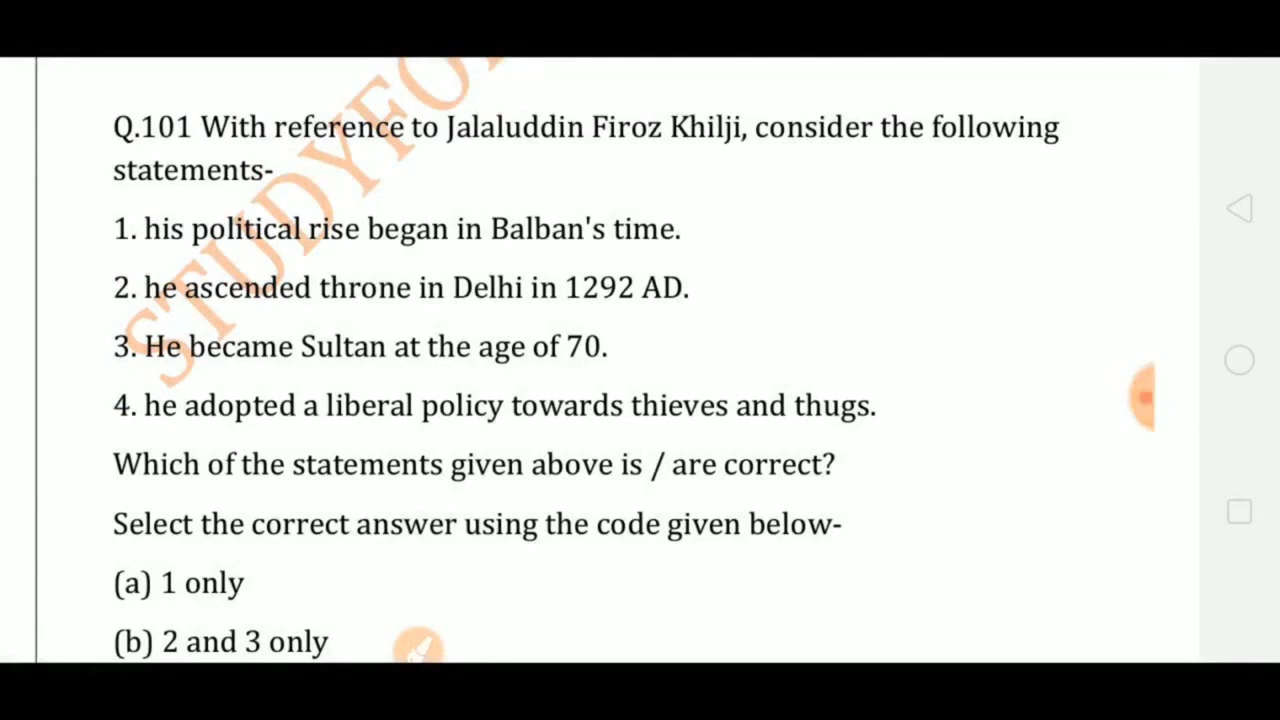 Q.101 With reference to Jalaluddin Firoz Khilji, consider the following
statements-
1. his political rise began in Balban's time.
2. he ascended throne in Delhi in 1292 AD.
3. He became Sultan at the age of 70.
4. he adopted a liberal policy towards thieves and thugs.
Which of the statements given above is / are correct?
Select the correct answer using the code given below-
(a) 1 only
(b) 2 and 3 only
STUDYFO